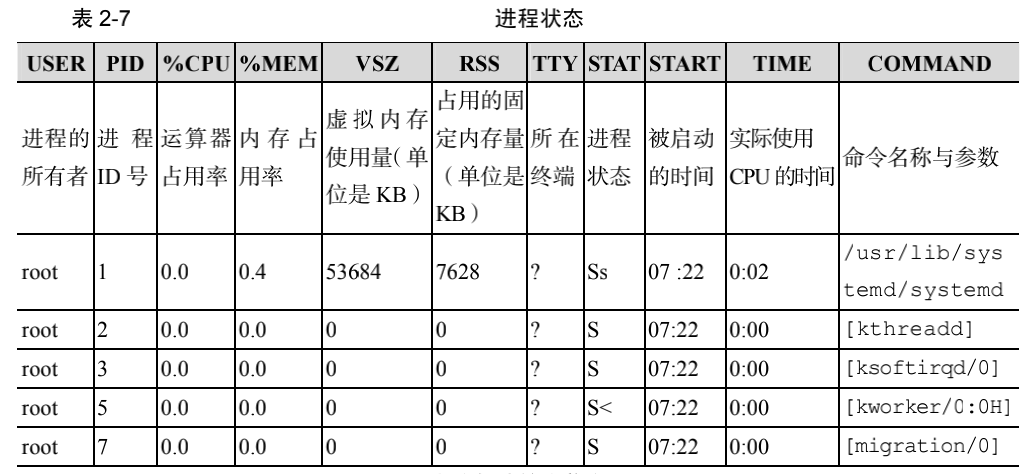 表 2-7 进程状态
USER PID %CPU %MEM VSZ RSS TTY STAT START TIME COMMAND
进程的所有者 进程ID号 运算器占用率 内存占用率 虚拟内存使用量（单位是 KB） 占用的固定内存量（单位是KB） 所在终端 进程状态 被启动的时间 实际使用CPU 的时间 命令名称与参数
root 1 0.0 0.4 53684 7628 ? Ss 07 :22 0:02 /usr/lib/systemd/systemd
root 2 0.0 0.0 0 0 ? S 07:22 0:00 [kthreadd]
root 3 0.0 0.0 0 0 ? S 07:22 0:00 [ksoftirqd/0]
root 5 0.0 0.0 0 0 ? S< 07:22 0:00 [kworker/0:0H]
root 7 0.0 0.0 0 0 ? S 07:22 0:00 [migration/0]